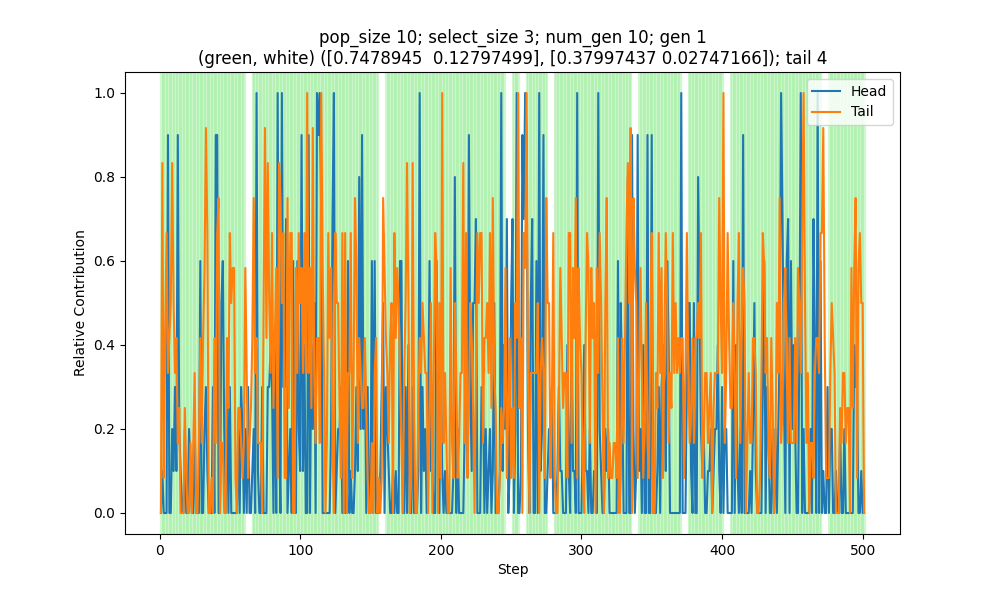 pop_size 10; select_size 3; num_gen 10; gen 1
(green, white) ([0.7478945  0.12797499], [0.37997437 0.02747166]); tail 4
Head
Tail
1.0
0.8
0.6
0.4
0.2
0.0
Relative Contribution
0
100
200
300
400
500
Step